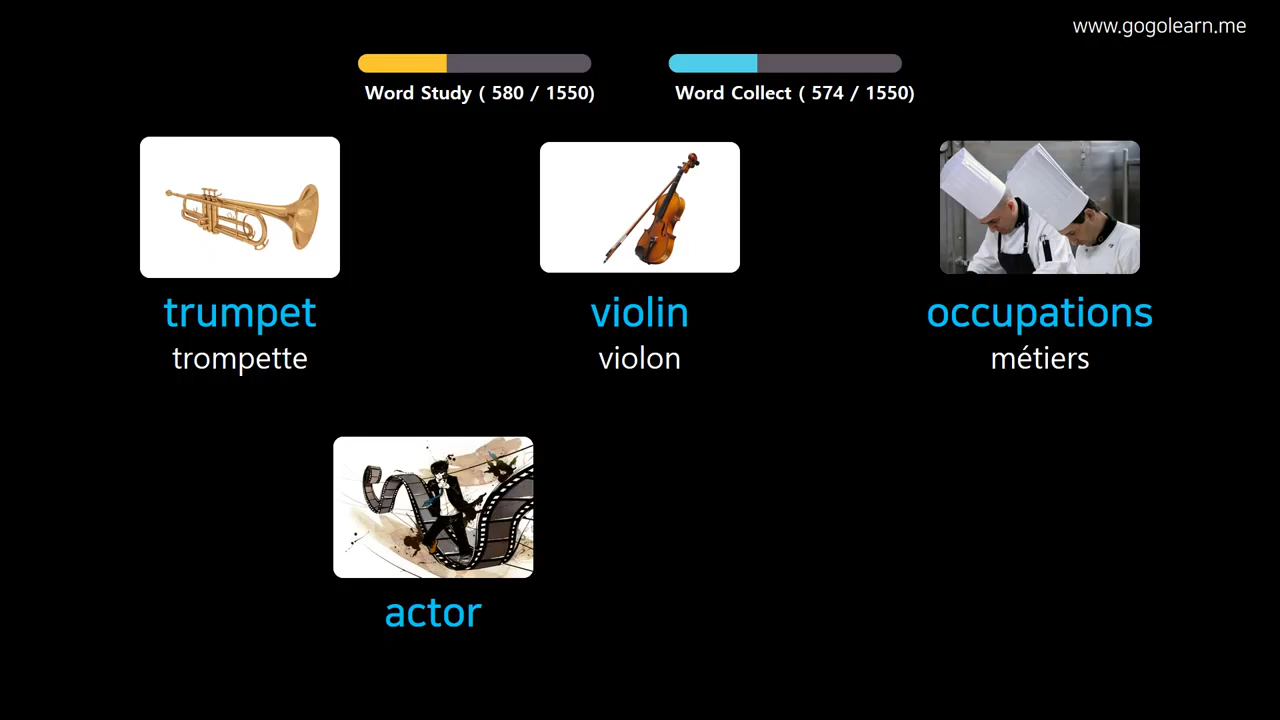 www.gogolearn.me
Word Study ( 580 / 1550)
Word Collect ( 574 / 1550)
trumpet
trompette
violin
violon
occupations
métiers
actor